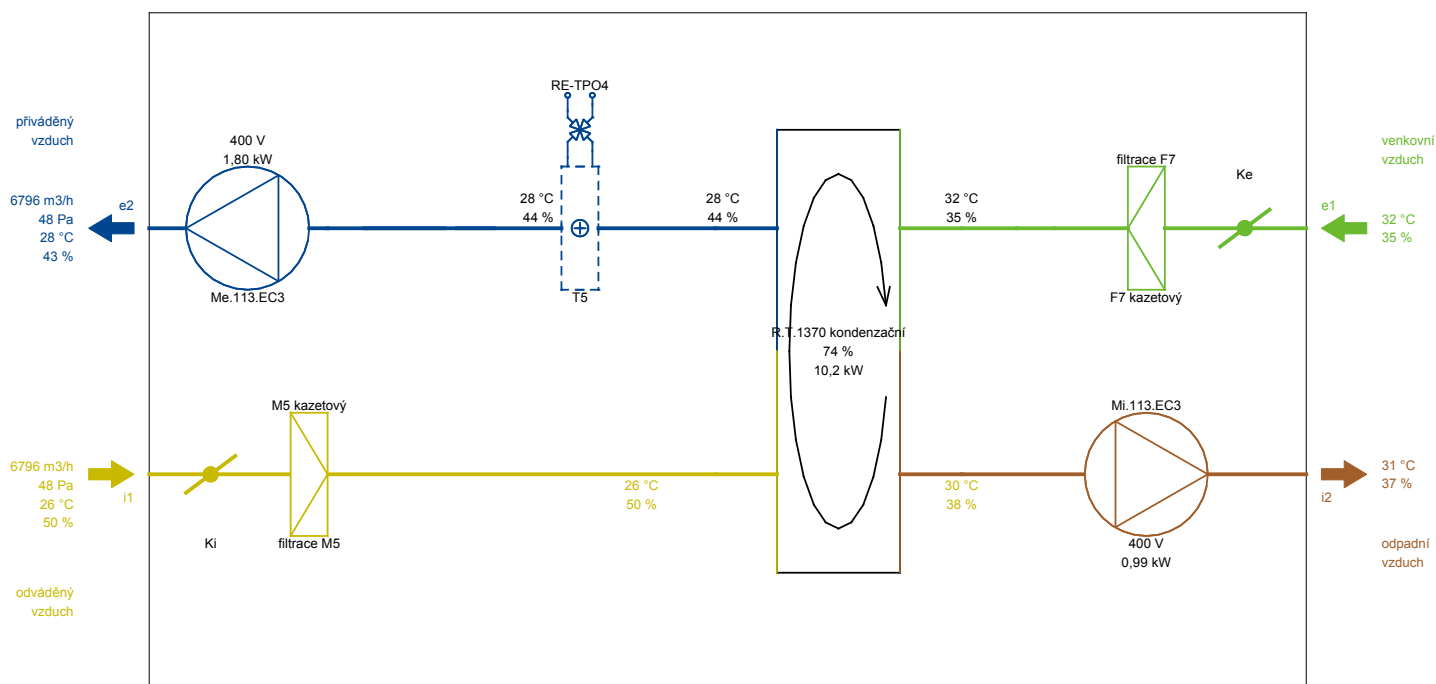 RE-TPO4
přiváděný
vzduch
400 V
1,80 kW
venkovní
vzduch
filtrace F7
Ke
6796 m3/h
48 Pa
28 °C
43 %
e2
28 °C
44 %
28 °C
44 %
32 °C
35 %
e1
32 °C
35 %
Me.113.EC3
T5
F7 kazetový
R.T.1370 kondenzační
74 %
10,2 kW
M5 kazetový
Mi.113.EC3
6796 m3/h
48 Pa
26 °C
50 %
i1
26 °C
50 %
30 °C
38 %
31 °C
37 %
i2
Ki
filtrace M5
400 V
0,99 kW
odpadní
vzduch
odváděný
vzduch